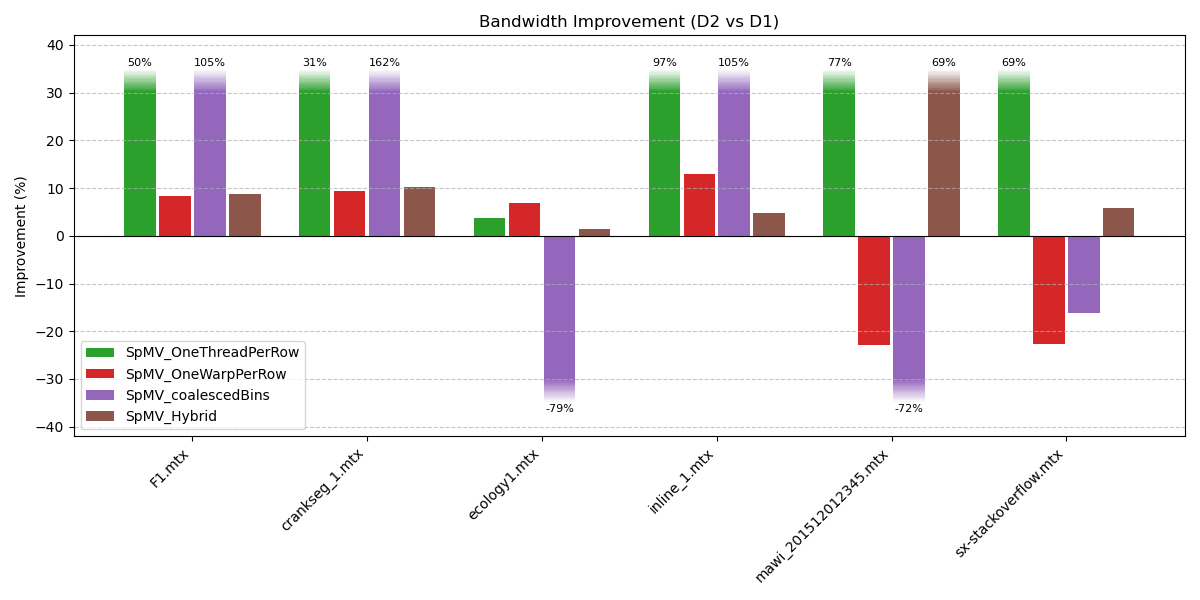 Bandwidth Improvement (D2 vs D1)
Improvement (%)
40
30
20
10
0
−10
−20
−30
−40
50%
105%
31%
162%
-79%
97%
105%
77%
-72%
69%
69%
SpMV_OneThreadPerRow
SpMV_OneWarpPerRow
SpMV_coalescedBins
SpMV_Hybrid
F1.mtx
crankseg_1.mtx
ecology1.mtx
inline_1.mtx
mawi_201512012345.mtx
sx-stackoverflow.mtx